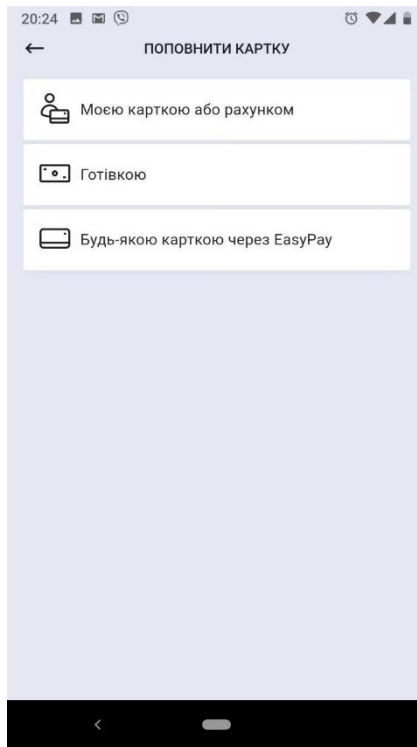 20:24
ПОПОВНИТИ КАРТКУ
Моєю карткою або рахунком
Готівкою
Будь-якою карткою через EasyPay